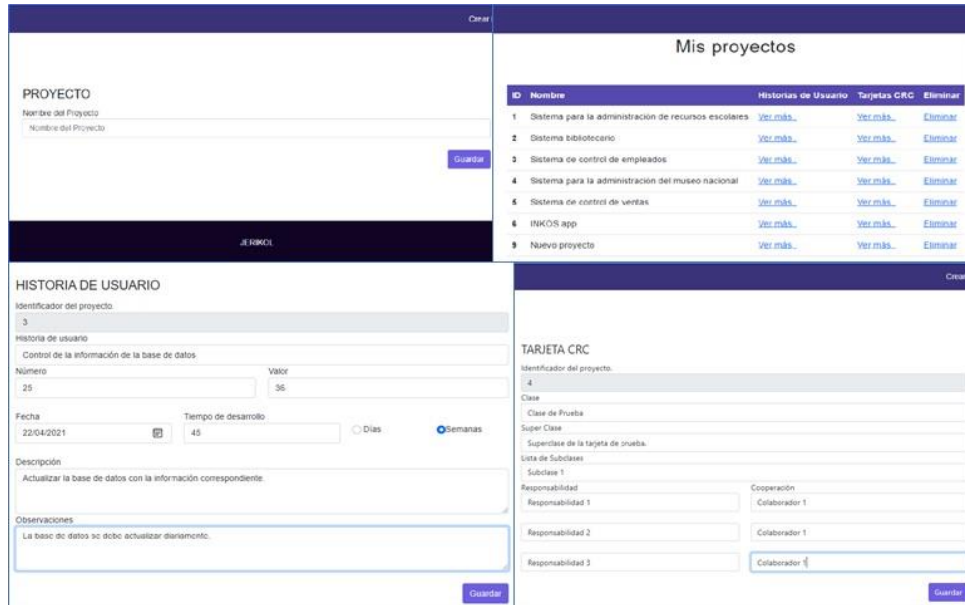 Crear
PROYECTO
Nombre del Proyecto
Nombre del Proyecto
Guardar
JERIKOL
Mis proyectos
ID Nombre Historias de Usuario Tarjetas CRC Eliminar
1 Sistema para la administración de recursos escolares Ver más.. Ver más.. Eliminar
2 Sistema bibliotecario Ver más.. Ver más.. Eliminar
3 Sistema de control de empleados Ver más.. Ver más.. Eliminar
4 Sistema para la administración del museo nacional Ver más.. Ver más.. Eliminar
5 Sistema de control de ventas Ver más.. Ver más.. Eliminar
6 INKOS app Ver más.. Ver más.. Eliminar
9 Nuevo proyecto Ver más.. Ver más.. Eliminar
HISTORIA DE USUARIO
Identificador del proyecto.
3
Historia de usuario
Control de la información de la base de datos
Número Valor
25 36
Fecha Tiempo de desarrollo
22/04/2021 45 Días Semanas
Descripción
Actualizar la base de datos con la información correspondiente.
Observaciones
La base de datos se debe actualizar diariamente.
Guardar
Crear
TARJETA CRC
Identificador del proyecto.
4
Clase
Clase de Prueba
Super Clase
Superclase de la tarjeta de prueba.
Lista de Subclases
Subclase 1
Responsabilidad Cooperación
Responsabilidad 1 Colaborador 1
Responsabilidad 2 Colaborador 1
Responsabilidad 3 Colaborador 1
Guardar